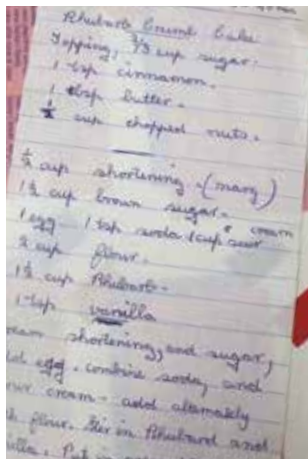 Rhubarb Crumb Cake
Topping, 2/3 cup sugar.
1 tsp cinnamon.
1 tbsp butter.
1/2 cup chopped nuts.
1/2 cup shortening - (marg)
1 1/2 cup brown sugar.
1 egg 1 tsp soda 1 cup sour cream
cup flour.
1 1/2 cup Rhubarb.
1 tsp vanilla
shortening, and sugar,
egg. combine soda, and
cream - add alternately
flour. Stir in Rhubarb and
Put in